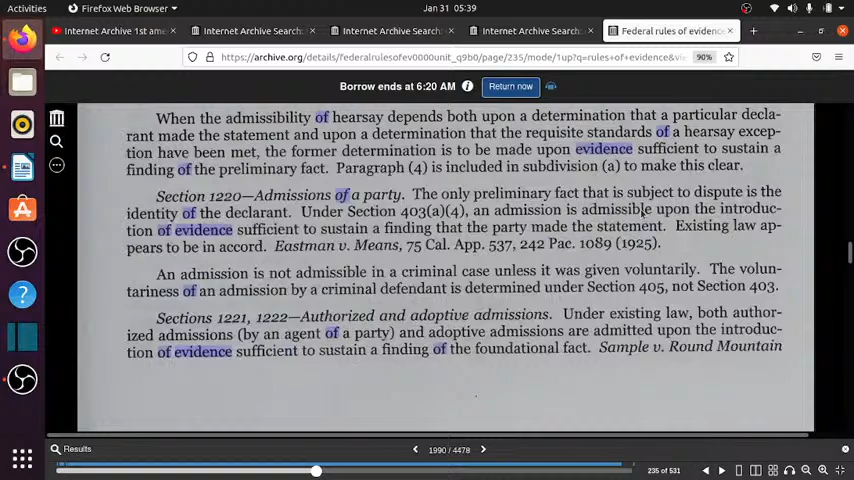 Activities
Firefox Web Browser
Jan 31 05:39
Internet Archive 1st ame
Internet Archive Search:
Internet Archive Search:
Internet Archive Search:
Federal rules of evidence
https://archive.org/details/federalrulesofev0000unit_q9b0/page/235/mode/1up?q=rules+of+evidence&vie
90%
Borrow ends at 6:20 AM
Return now
When the admissibility of hearsay depends both upon a determination that a particular decla-
rant made the statement and upon a determination that the requisite standards of a hearsay excep-
tion have been met, the former determination is to be made upon evidence sufficient to sustain a
finding of the preliminary fact. Paragraph (4) is included in subdivision (a) to make this clear.
Section 1220—Admissions of a party. The only preliminary fact that is subject to dispute is the
identity of the declarant. Under Section 403(a)(4), an admission is admissible upon the introduc-
tion of evidence sufficient to sustain a finding that the party made the statement. Existing law ap-
pears to be in accord. Eastman v. Means, 75 Cal. App. 537, 242 Pac. 1089 (1925).
An admission is not admissible in a criminal case unless it was given voluntarily. The volun-
tariness of an admission by a criminal defendant is determined under Section 405, not Section 403.
Sections 1221, 1222—Authorized and adoptive admissions. Under existing law, both author-
ized admissions (by an agent of a party) and adoptive admissions are admitted upon the introduc-
tion of evidence sufficient to sustain a finding of the foundational fact. Sample v. Round Mountain
Results
1990 / 4478
235 of 531